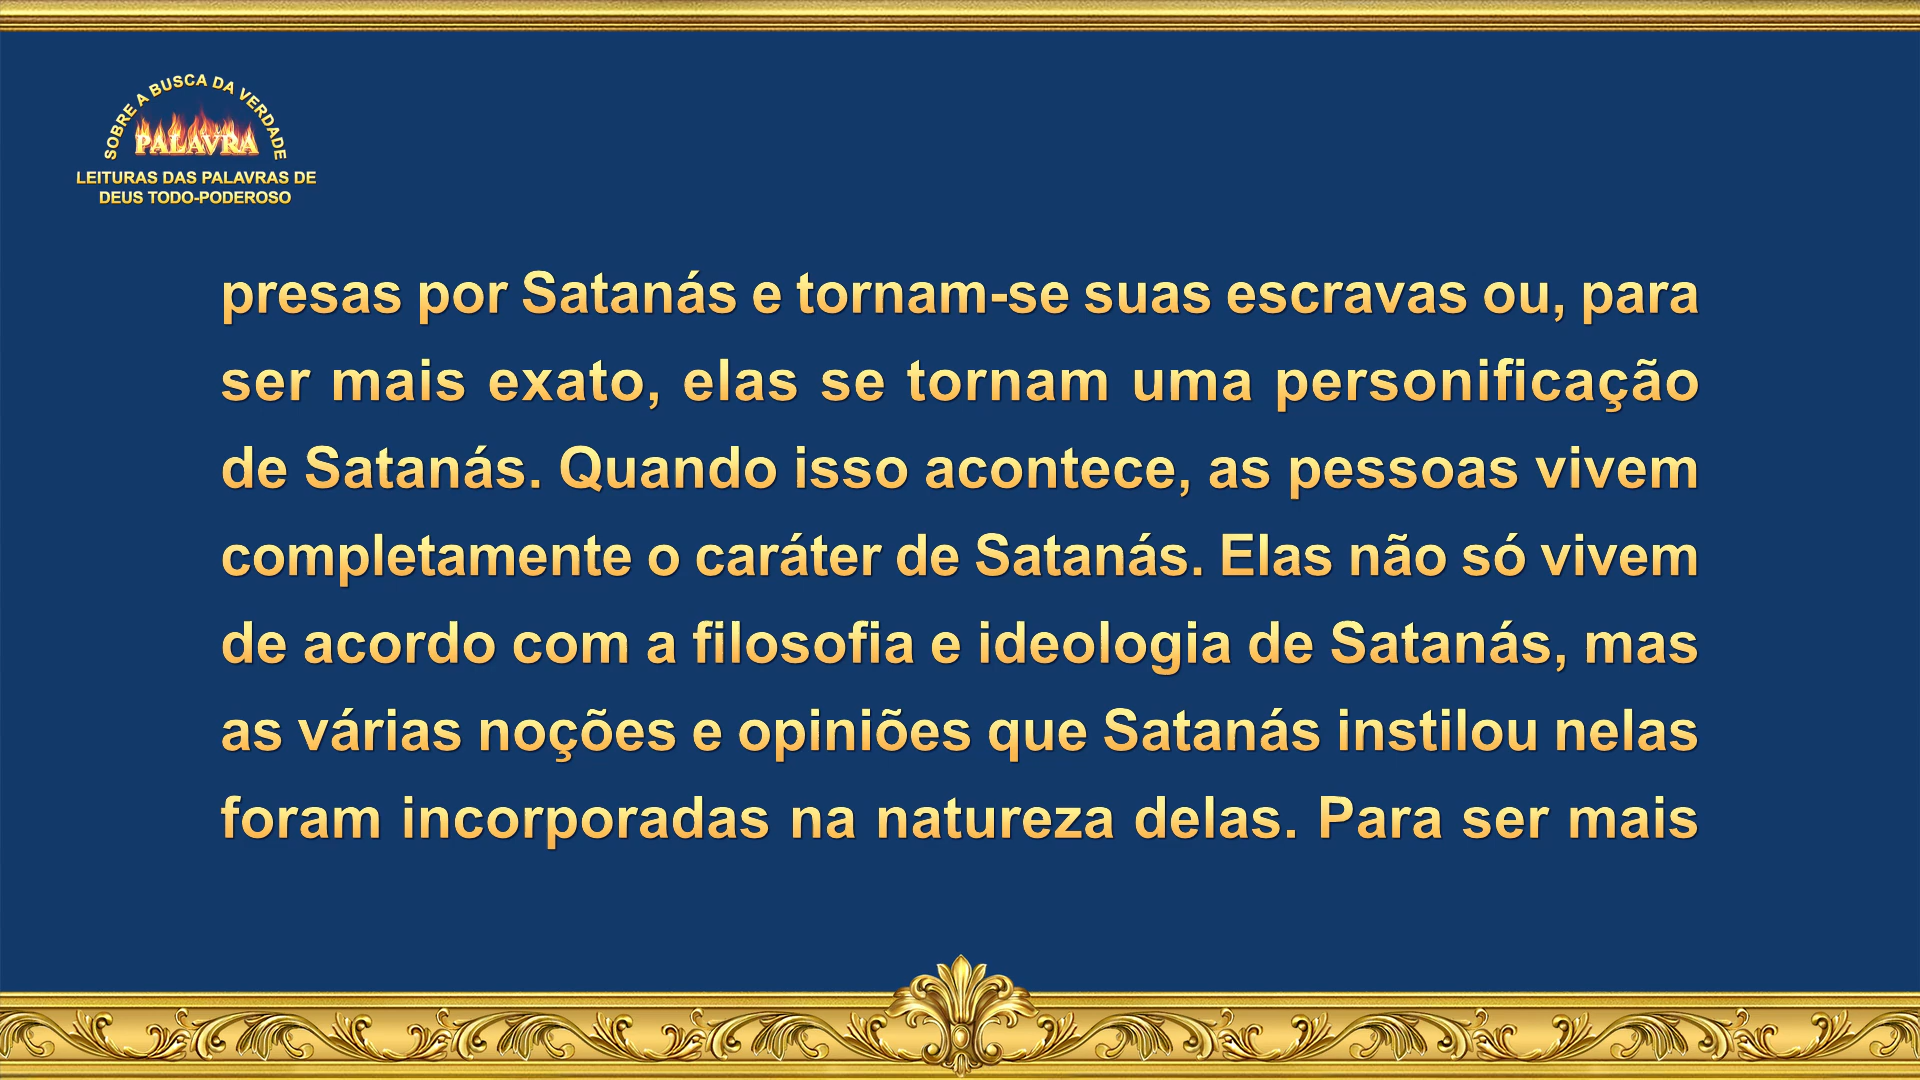 SOBRE A BUSCA DA VERDADE
PALAVRA
LEITURAS DAS PALAVRAS DE
DEUS TODO-PODEROSO
presas por Satanás e tornam-se suas escravas ou, para
ser mais exato, elas se tornam uma personificação
de Satanás. Quando isso acontece, as pessoas vivem
completamente o caráter de Satanás. Elas não só vivem
de acordo com a filosofia e ideologia de Satanás, mas
as várias noções e opiniões que Satanás instilou nelas
foram incorporadas na natureza delas. Para ser mais